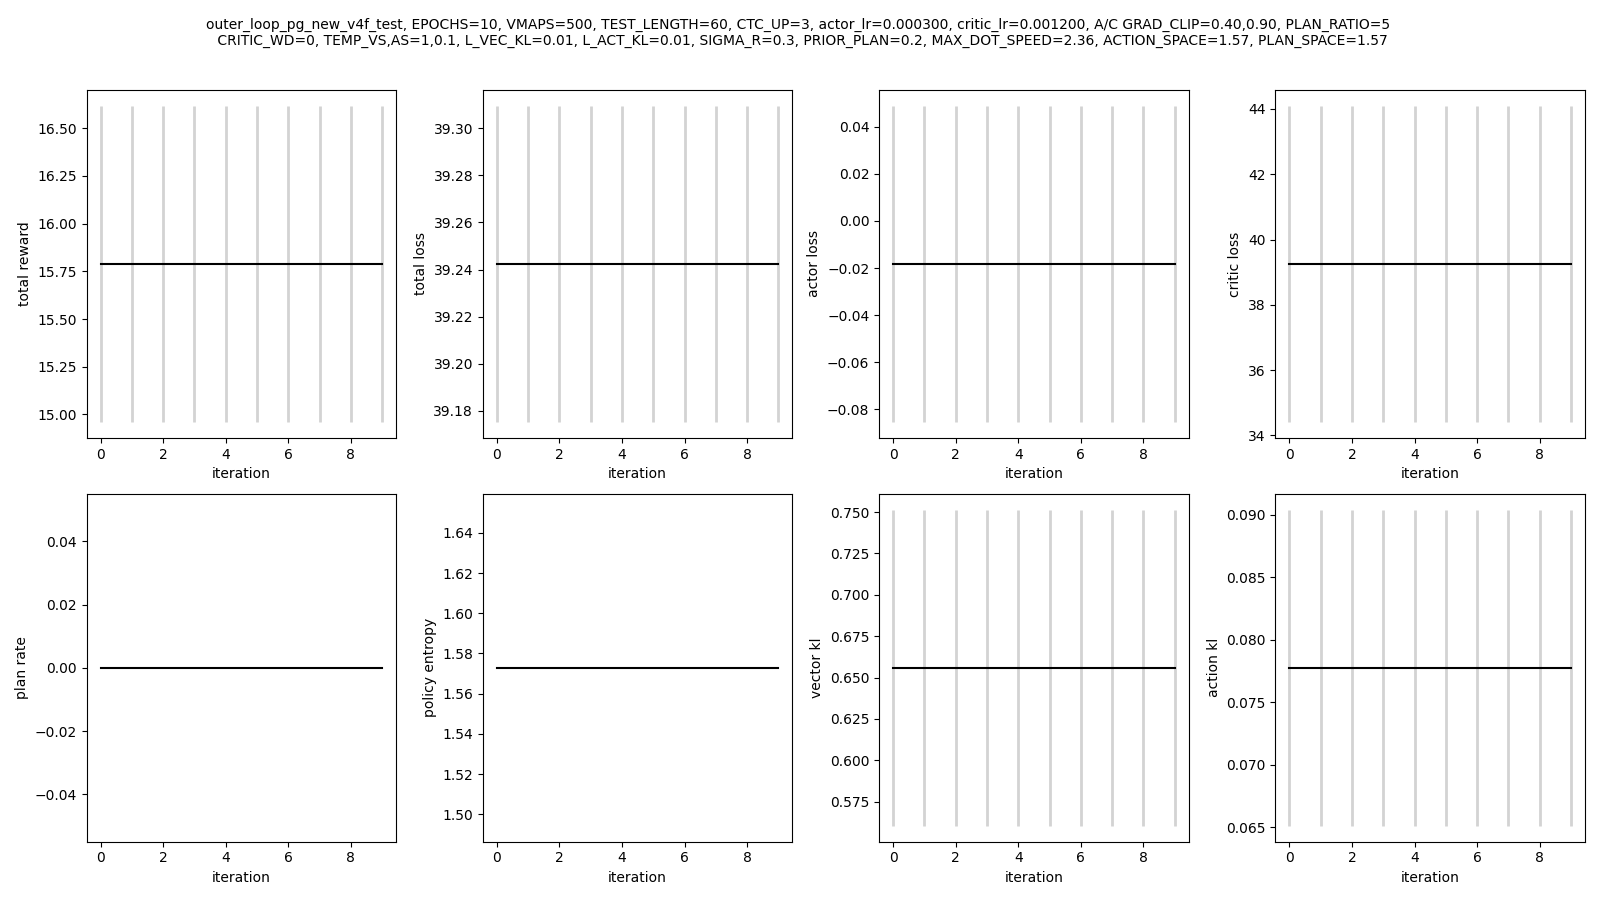 outer_loop_pg_new_v4f_test, EPOCHS=10, VMAPS=500, TEST_LENGTH=60, CTC_UP=3, actor_lr=0.000300, critic_lr=0.001200, A/C GRAD_CLIP=0.40,0.90, PLAN_RATIO=5
CRITIC_WD=0, TEMP_VS,AS=1,0.1, L_VEC_KL=0.01, L_ACT_KL=0.01, SIGMA_R=0.3, PRIOR_PLAN=0.2, MAX_DOT_SPEED=2.36, ACTION_SPACE=1.57, PLAN_SPACE=1.57
total reward
16.50
16.25
16.00
15.75
15.50
15.25
15.00
0 2 4 6 8
iteration
total loss
39.30
39.28
39.26
39.24
39.22
39.20
39.18
0 2 4 6 8
iteration
actor loss
0.04
0.02
0.00
−0.02
−0.04
−0.06
−0.08
0 2 4 6 8
iteration
critic loss
44
42
40
38
36
34
0 2 4 6 8
iteration
plan rate
0.04
0.02
0.00
−0.02
−0.04
0 2 4 6 8
iteration
policy entropy
1.64
1.62
1.60
1.58
1.56
1.54
1.52
1.50
0 2 4 6 8
iteration
vector kl
0.750
0.725
0.700
0.675
0.650
0.625
0.600
0.575
0 2 4 6 8
iteration
action kl
0.090
0.085
0.080
0.075
0.070
0.065
0 2 4 6 8
iteration